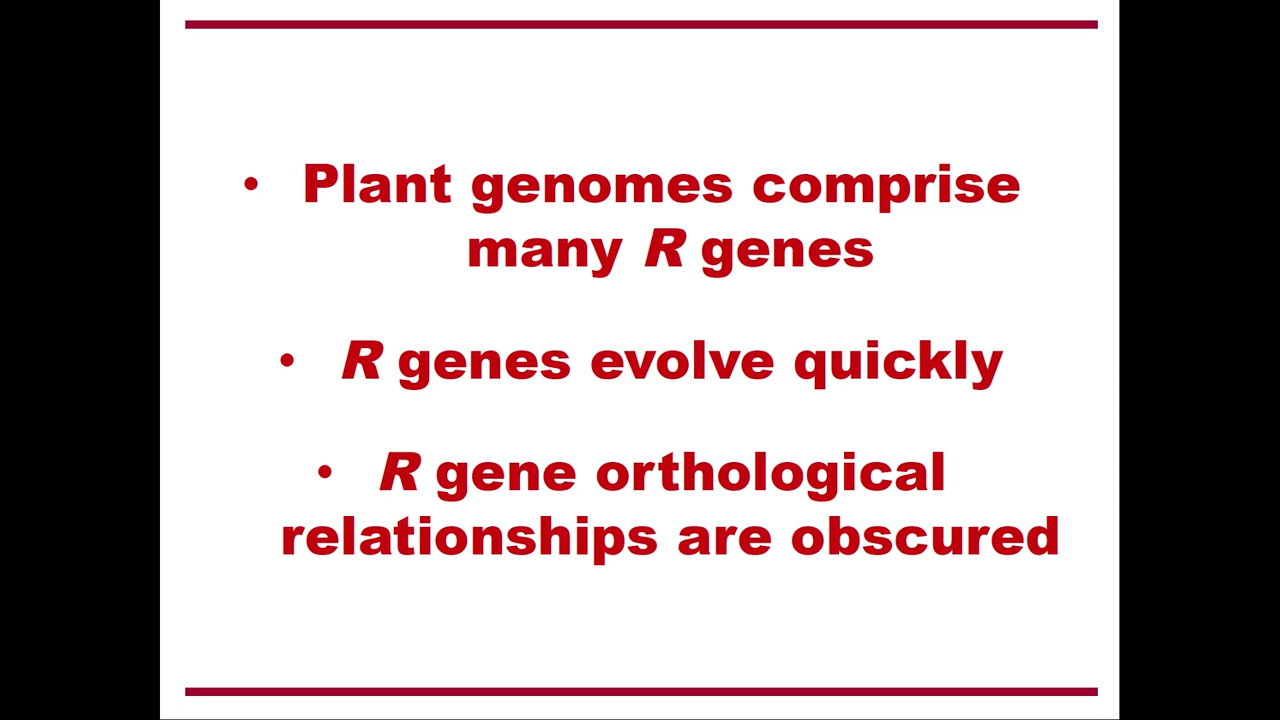 • Plant genomes comprise
many R genes
• R genes evolve quickly
• R gene orthological
relationships are obscured